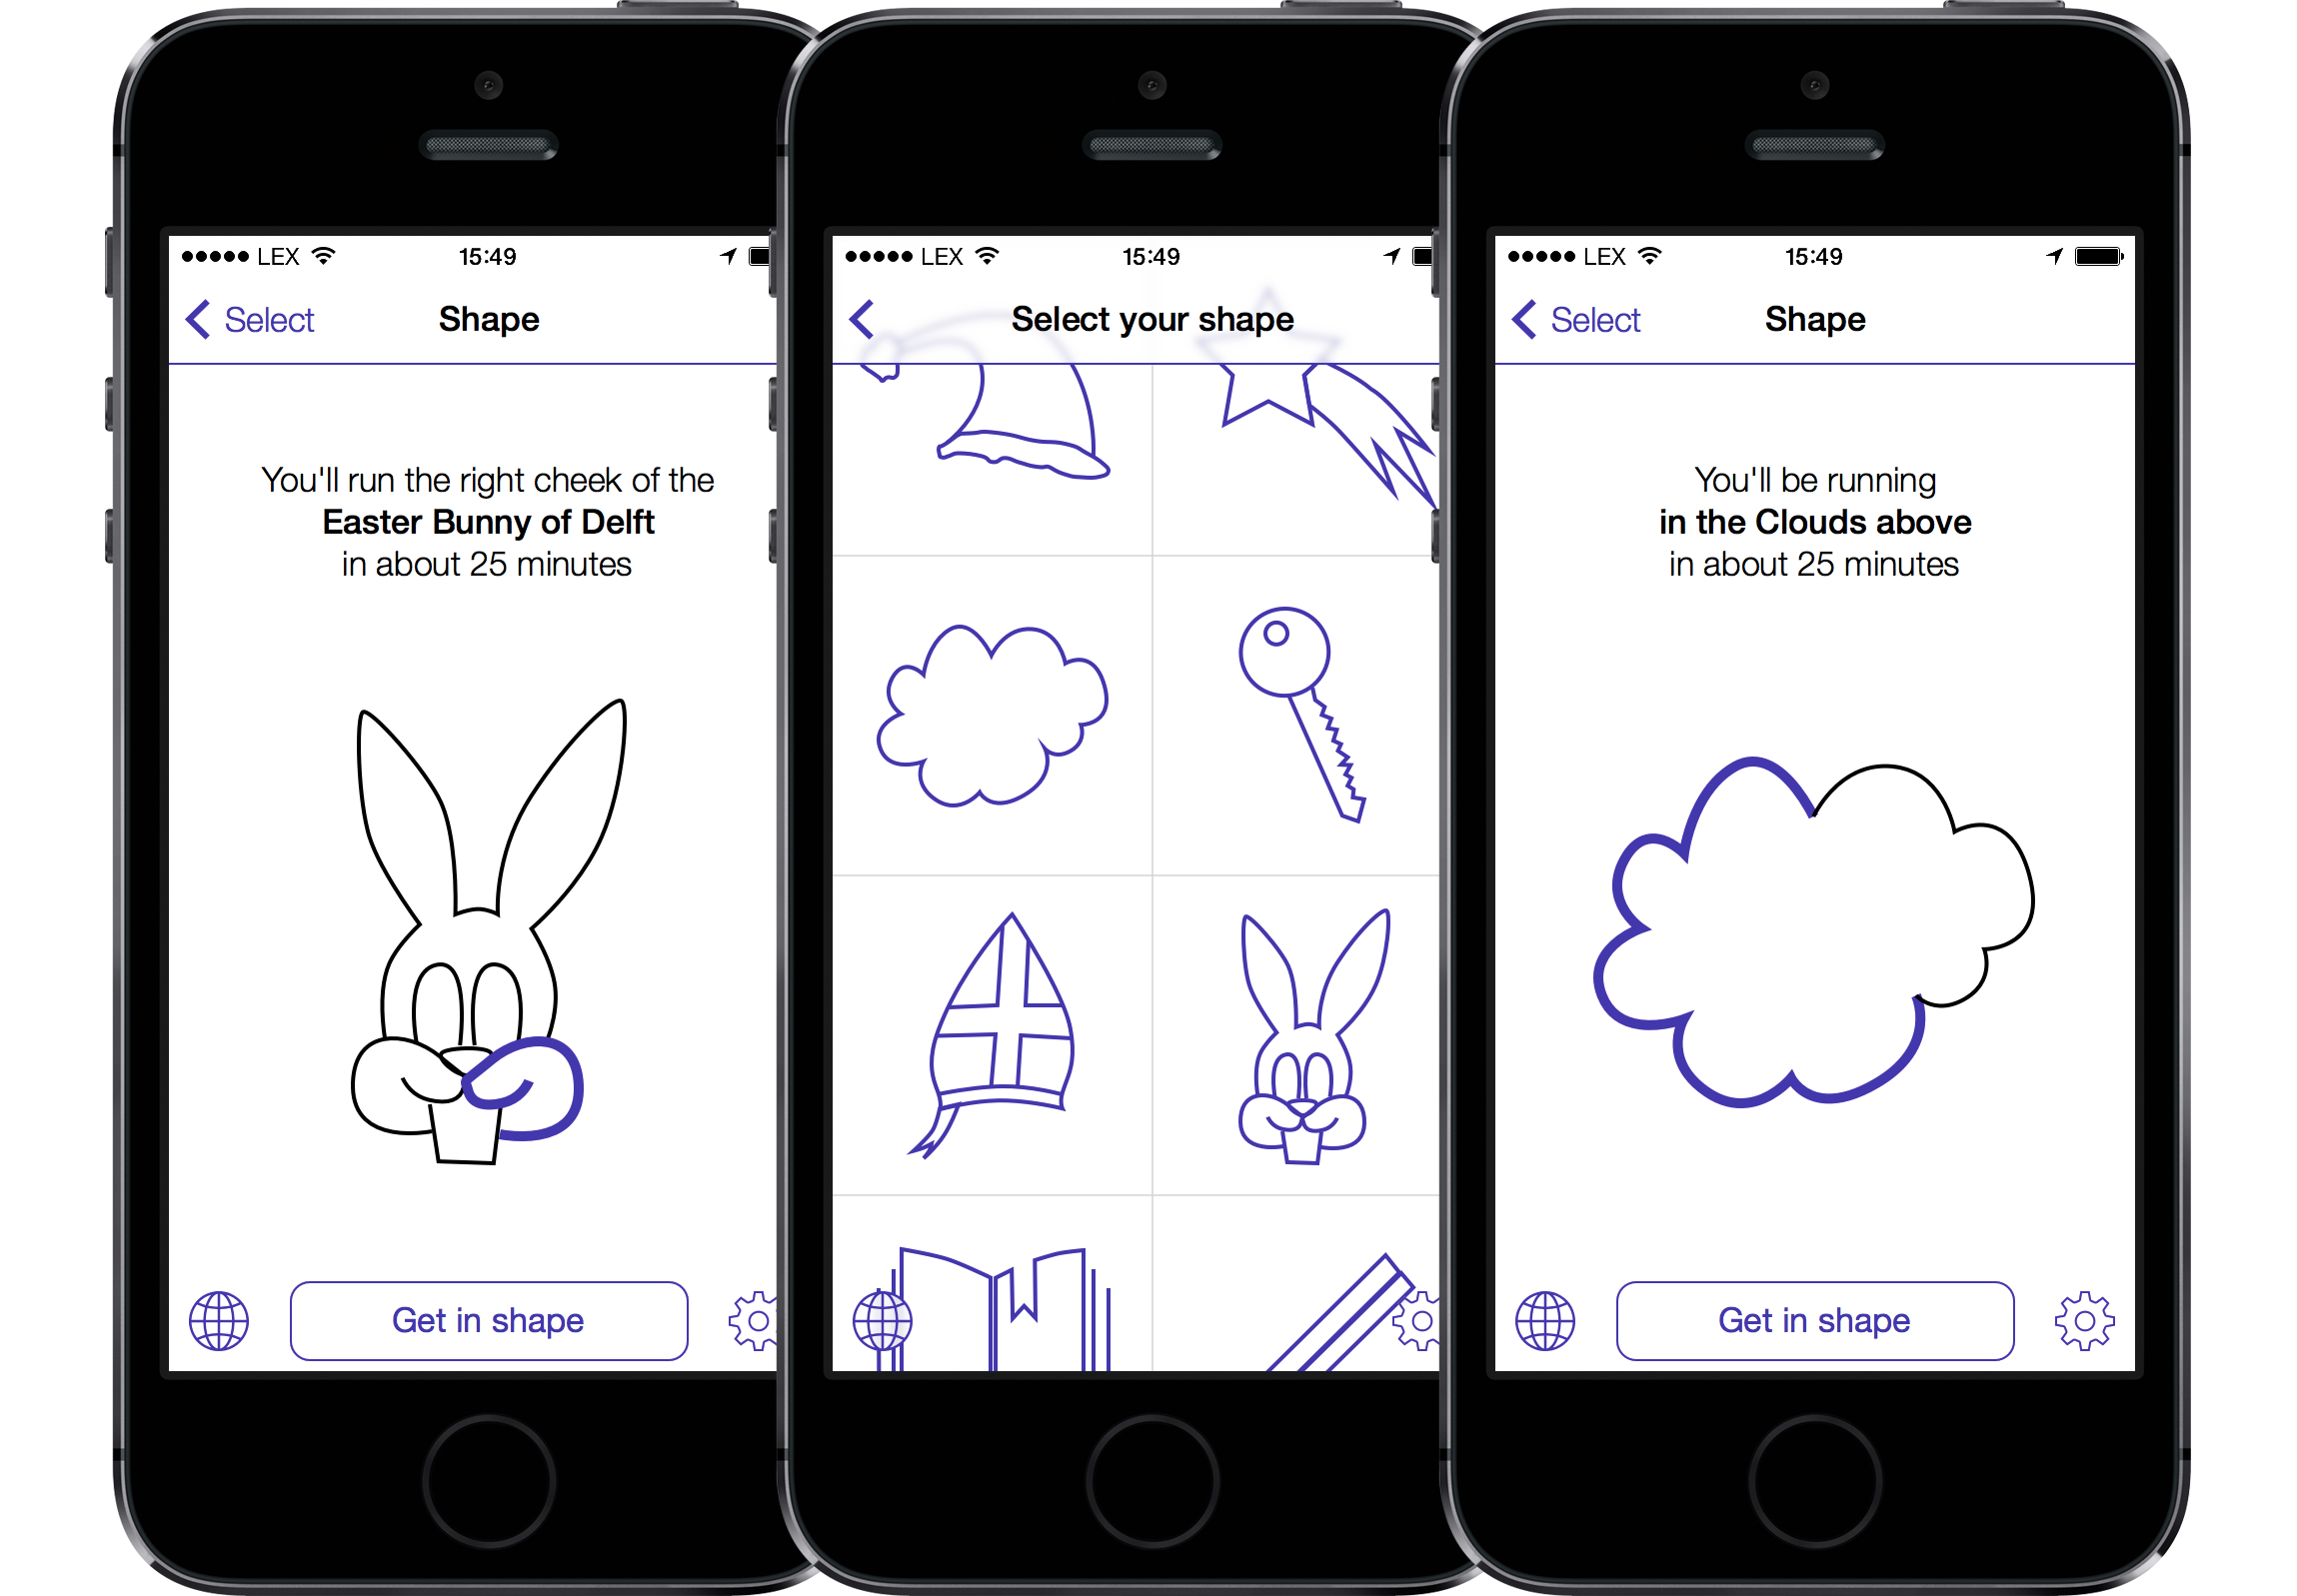 LEX 15:49
Select Shape
You'll run the right cheek of the
Easter Bunny of Delft
in about 25 minutes
Get in shape
LEX 15:49
Select your shape
LEX 15:49
Select Shape
You'll be running
in the Clouds above
in about 25 minutes
Get in shape